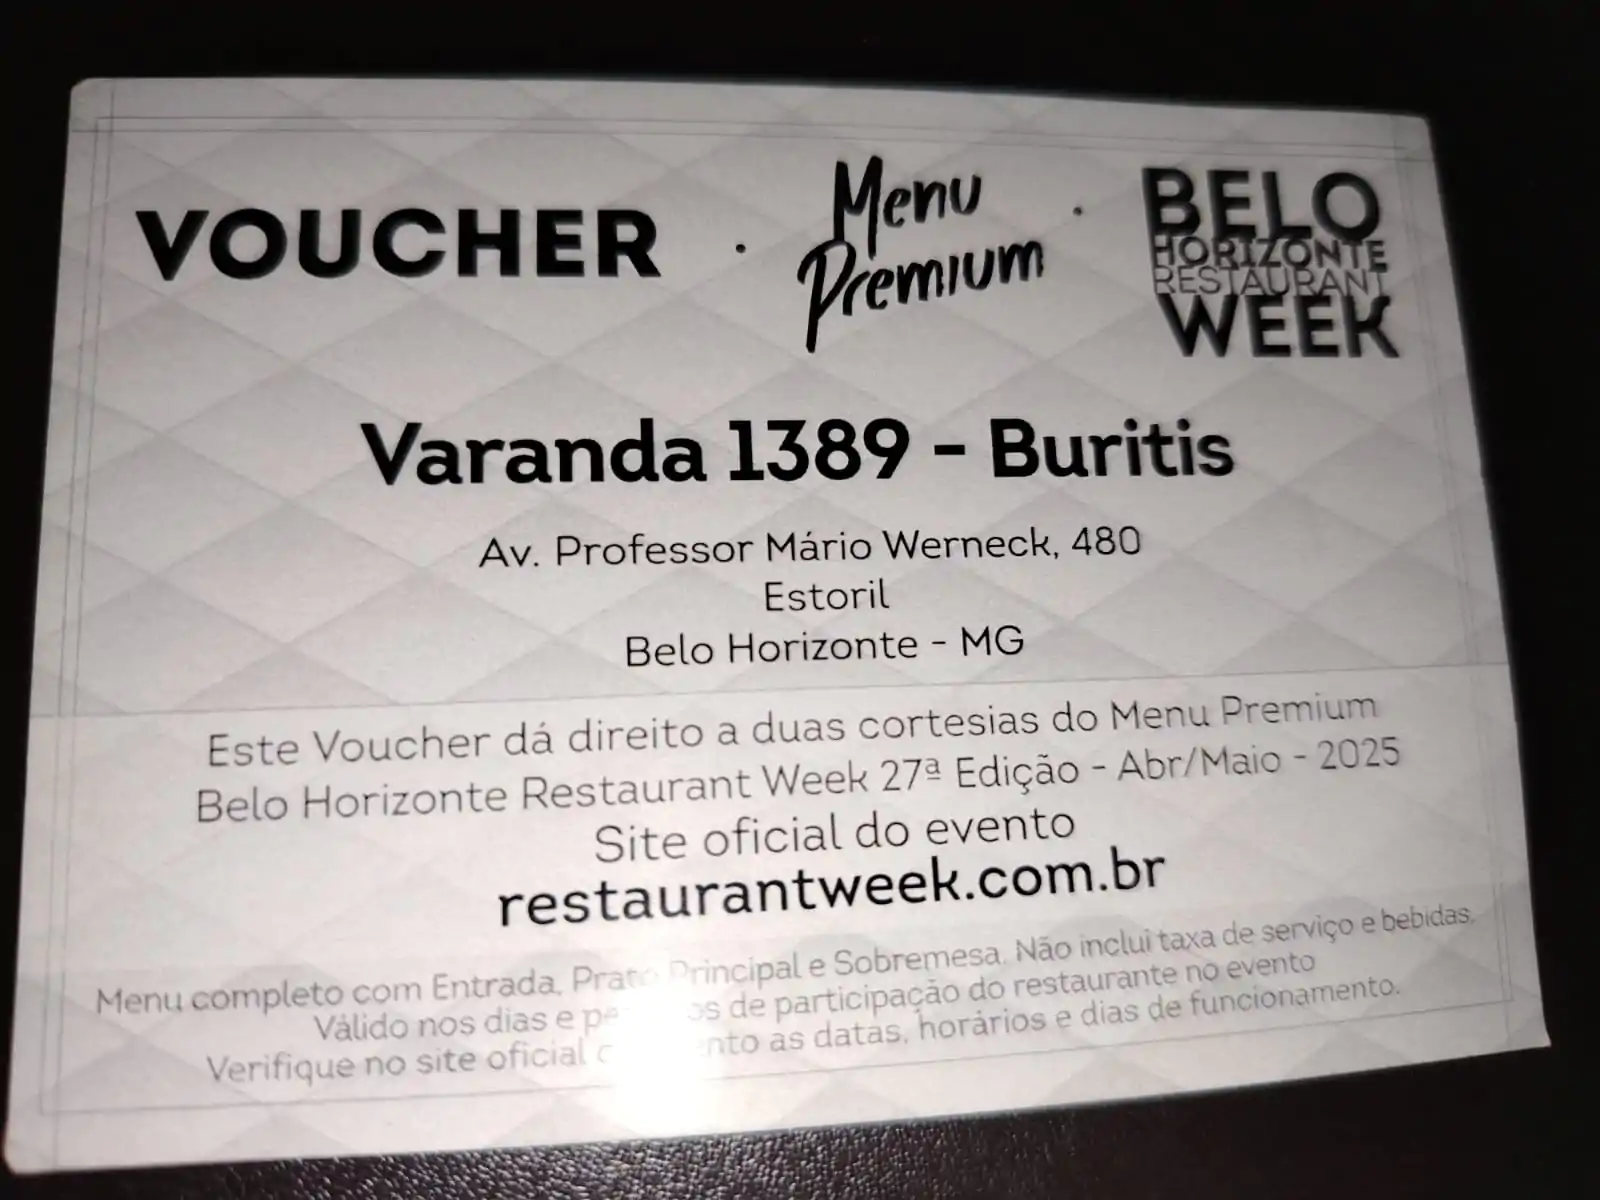 VOUCHER · Menu Premium · BELO HORIZONTE RESTAURANT WEEK
Varanda 1389 - Buritis
Av. Professor Mário Werneck, 480
Estoril
Belo Horizonte - MG
Este Voucher dá direito a duas cortesias do Menu Premium
Belo Horizonte Restaurant Week 27ª Edição - Abr/Maio - 2025
Site oficial do evento
restaurantweek.com.br
Menu completo com Entrada, Prato Principal e Sobremesa. Não inclui taxa de serviço e bebidas.
Válido nos dias e de participação do restaurante no evento
Verifique no site oficial as datas, horários e dias de funcionamento.